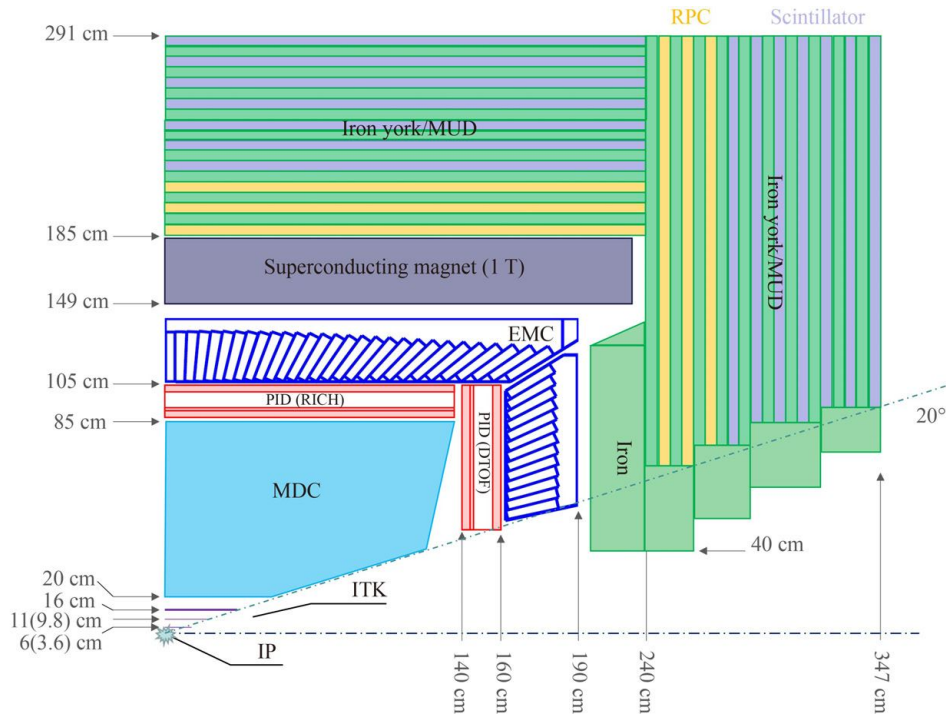 RPC Scintillator
291 cm
Iron york/MUD
Iron york/MUD
185 cm
Superconducting magnet (1 T)
149 cm
EMC
105 cm
PID (RICH)
PID (DTOF)
20°
85 cm
Iron
MDC
40 cm
20 cm
16 cm
ITK
11(9.8) cm
6(3.6) cm
IP
140 cm
160 cm
190 cm
240 cm
347 cm